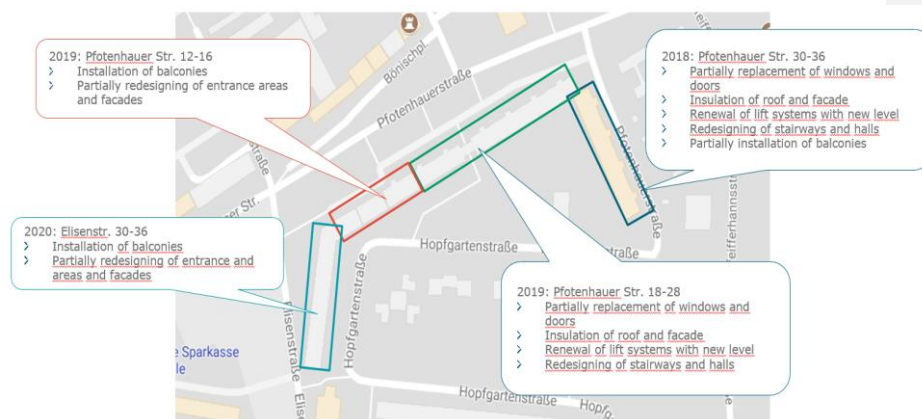 2019: Pfotenhauer Str. 12-16
> Installation of balconies
> Partially redesigning of entrance areas
and facades
2018: Pfotenhauer Str. 30-36
> Partially replacement of windows and
doors
> Insulation of roof and facade
> Renewal of lift systems with new level
> Redesigning of stairways and halls
> Partially installation of balconies
2020: Elisenstr. 30-36
> Installation of balconies
> Partially redesigning of entrance and
areas and facades
2019: Pfotenhauer Str. 18-28
> Partially replacement of windows and
doors
> Insulation of roof and facade
> Renewal of lift systems with new level
> Redesigning of stairways and halls
Bönischpl.
Pfotenhauerstraße
Pfotenhauerstraße
straße
er Str.
Hopfgartenstraße
Hopfgartenstraße
Hopfgartenstraße
Elisenstraße
Elise
e Sparkasse
le